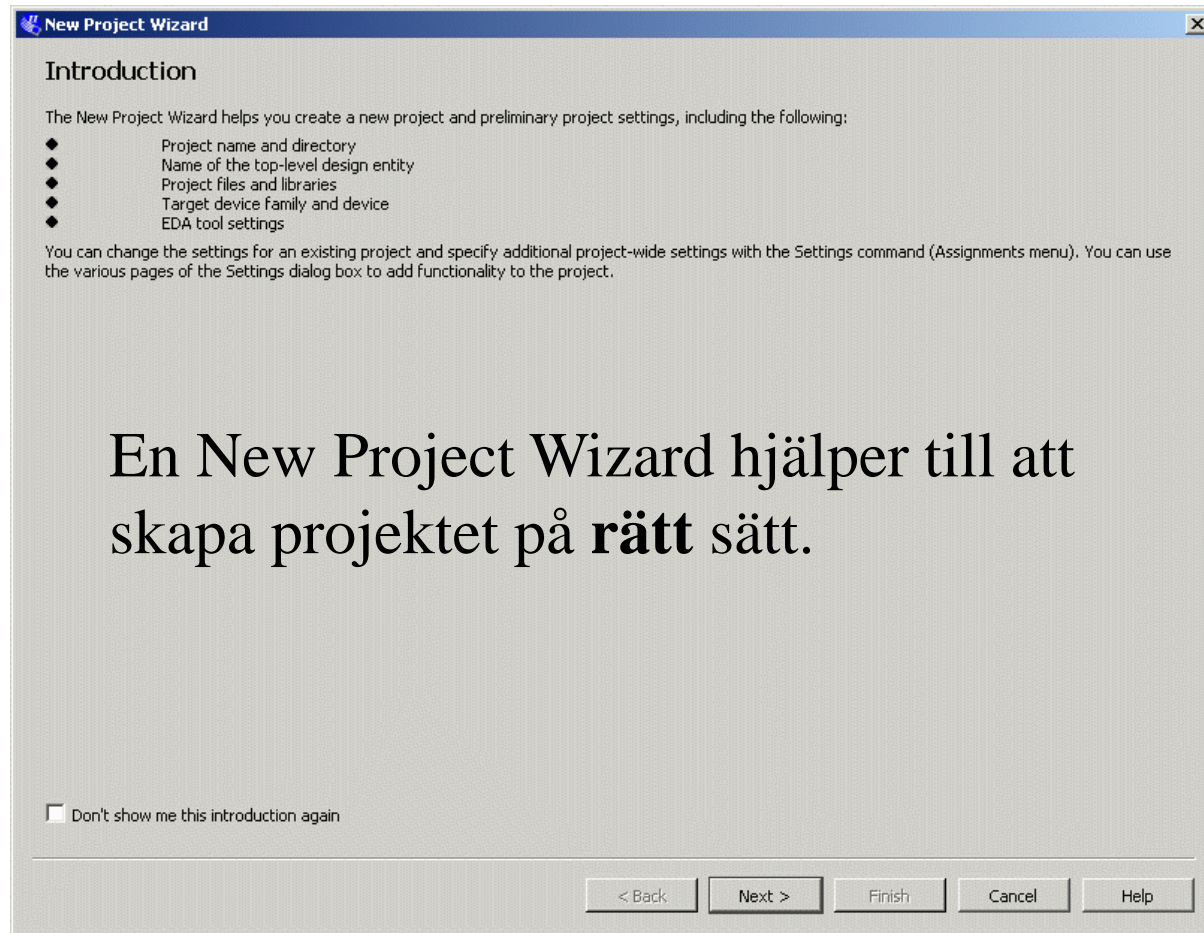 New Project Wizard
Introduction
The New Project Wizard helps you create a new project and preliminary project settings, including the following:
◆ Project name and directory
◆ Name of the top-level design entity
◆ Project files and libraries
◆ Target device family and device
◆ EDA tool settings
You can change the settings for an existing project and specify additional project-wide settings with the Settings command (Assignments menu). You can use
the various pages of the Settings dialog box to add functionality to the project.
En New Project Wizard hjälper till att
skapa projektet på rätt sätt.
Don't show me this introduction again
< Back Next > Finish Cancel Help